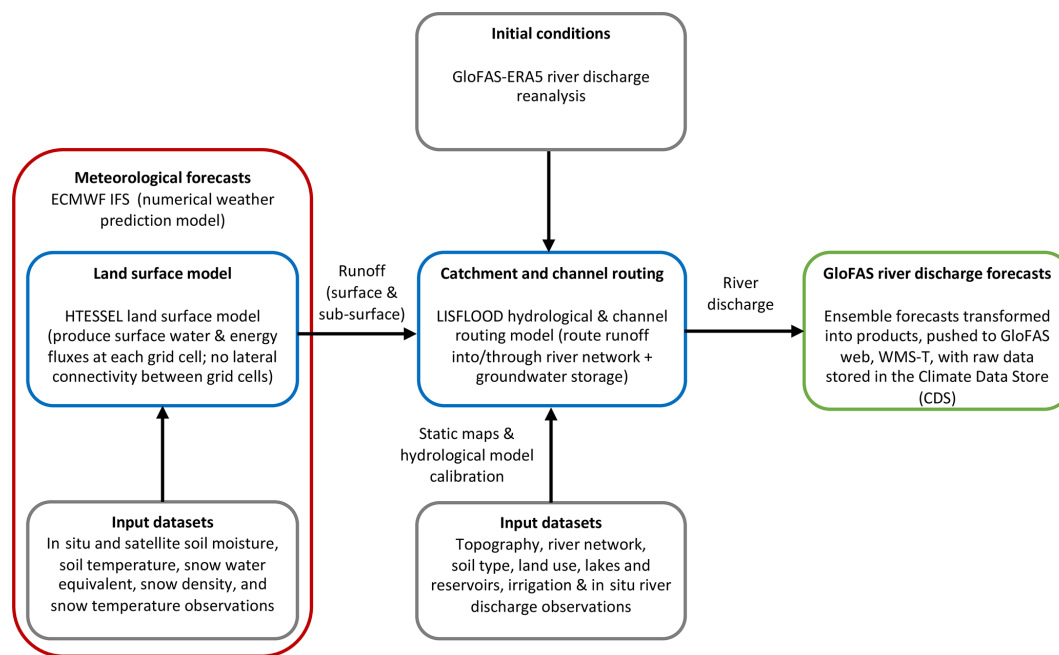 Initial conditions
GloFAS-ERA5 river discharge
reanalysis
Meteorological forecasts
ECMWF IFS (numerical weather
prediction model)
Land surface model
HTESSEL land surface model
(produce surface water & energy
fluxes at each grid cell; no lateral
connectivity between grid cells)
Runoff
(surface &
sub-surface)
Catchment and channel routing
LISFLOOD hydrological & channel
routing model (route runoff
into/through river network +
groundwater storage)
River
discharge
GloFAS river discharge forecasts
Ensemble forecasts transformed
into products, pushed to GloFAS
web, WMS-T, with raw data
stored in the Climate Data Store
(CDS)
Static maps &
hydrological model
calibration
Input datasets
In situ and satellite soil moisture,
soil temperature, snow water
equivalent, snow density, and
snow temperature observations
Input datasets
Topography, river network,
soil type, land use, lakes and
reservoirs, irrigation & in situ river
discharge observations